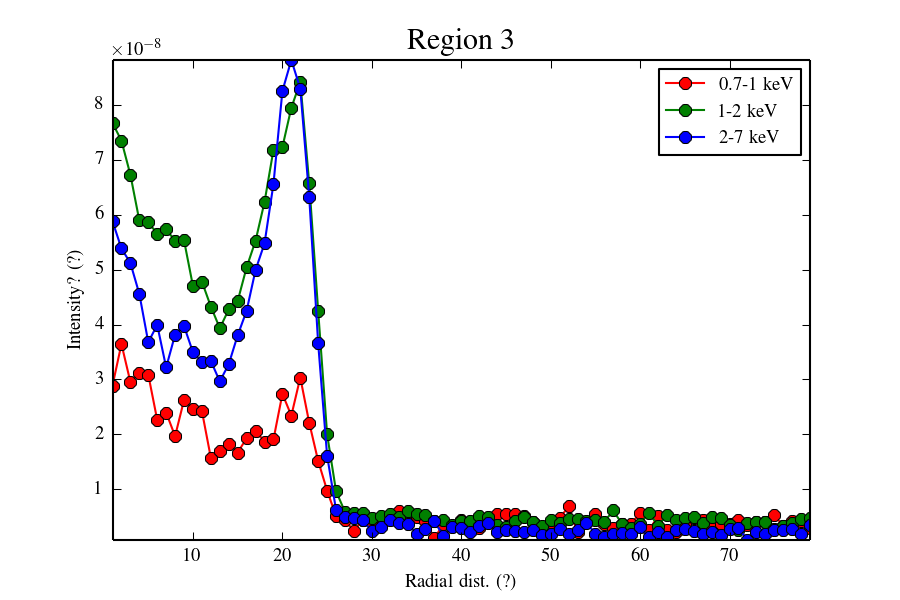 Region 3
×10⁻⁸
8
7
6
5
4
3
2
1
Intensity? (?)
0.7-1 keV
1-2 keV
2-7 keV
10 20 30 40 50 60 70
Radial dist. (?)